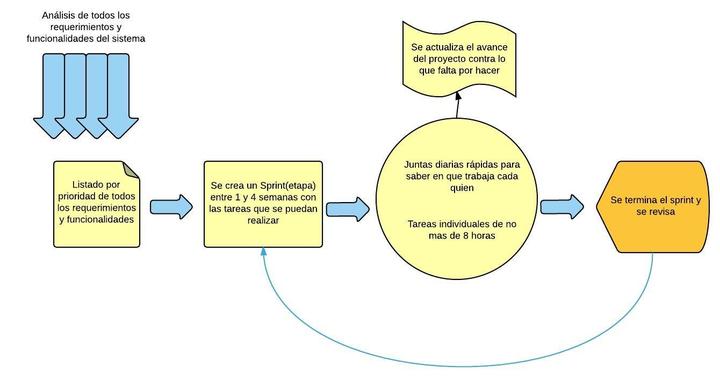 Análisis de todos los
requerimientos y
funcionalidades del sistema
Listado por
prioridad de todos
los requerimientos
y funcionalidades
Se crea un Sprint(etapa)
entre 1 y 4 semanas con
las tareas que se puedan
realizar
Se actualiza el avance
del proyecto contra lo
que falta por hacer
Juntas diarias rápidas para
saber en que trabaja cada
quien
Tareas individuales de no
mas de 8 horas
Se termina el sprint y
se revisa